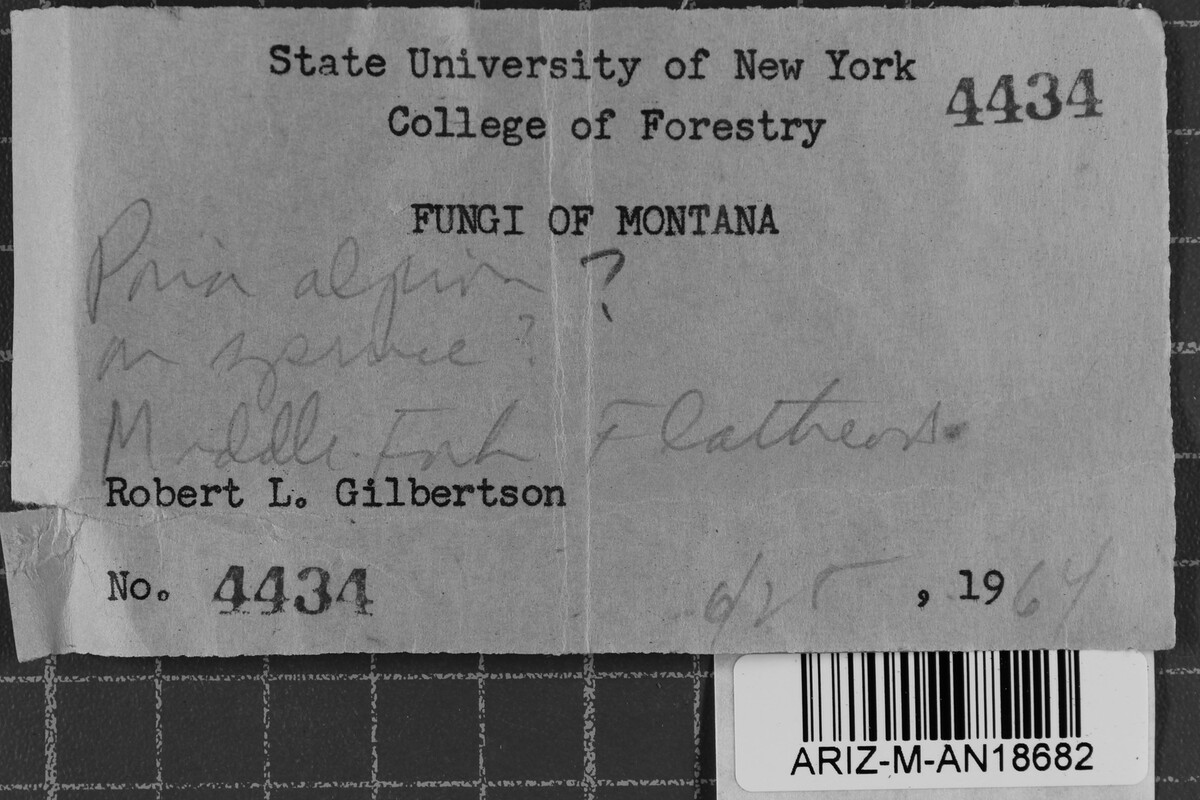 State University of New York
4434
College of Forestry
FUNGI OF MONTANA
Poria alpina ?
on spruce ?
Middle Fork Flathead
Robert L. Gilbertson
No. 4434
6/25, 1964
ARIZ-M-AN18682